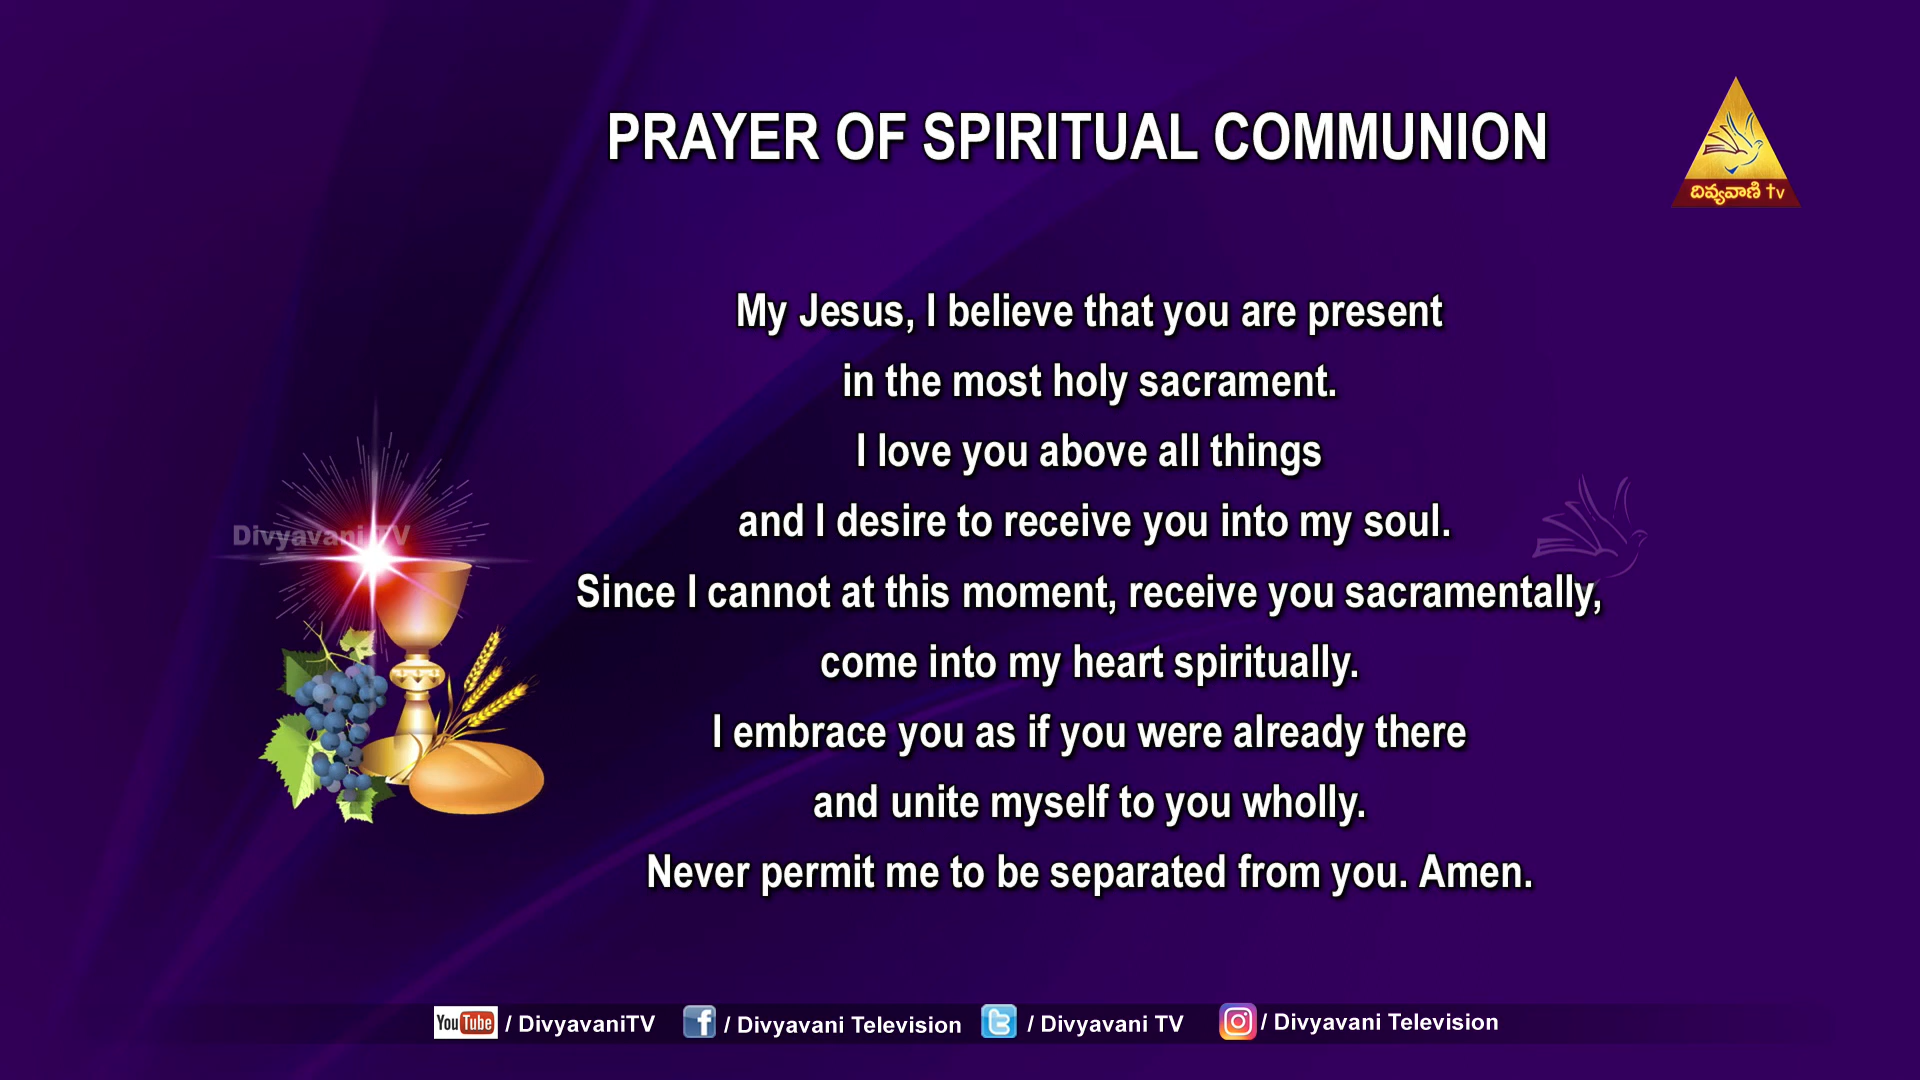 PRAYER OF SPIRITUAL COMMUNION
దివ్యవాణి tv
My Jesus, I believe that you are present
in the most holy sacrament.
I love you above all things
and I desire to receive you into my soul.
Divyavani TV
Since I cannot at this moment, receive you sacramentally,
come into my heart spiritually.
I embrace you as if you were already there
and unite myself to you wholly.
Never permit me to be separated from you. Amen.
YouTube / DivyavaniTV f / Divyavani Television / Divyavani TV / Divyavani Television